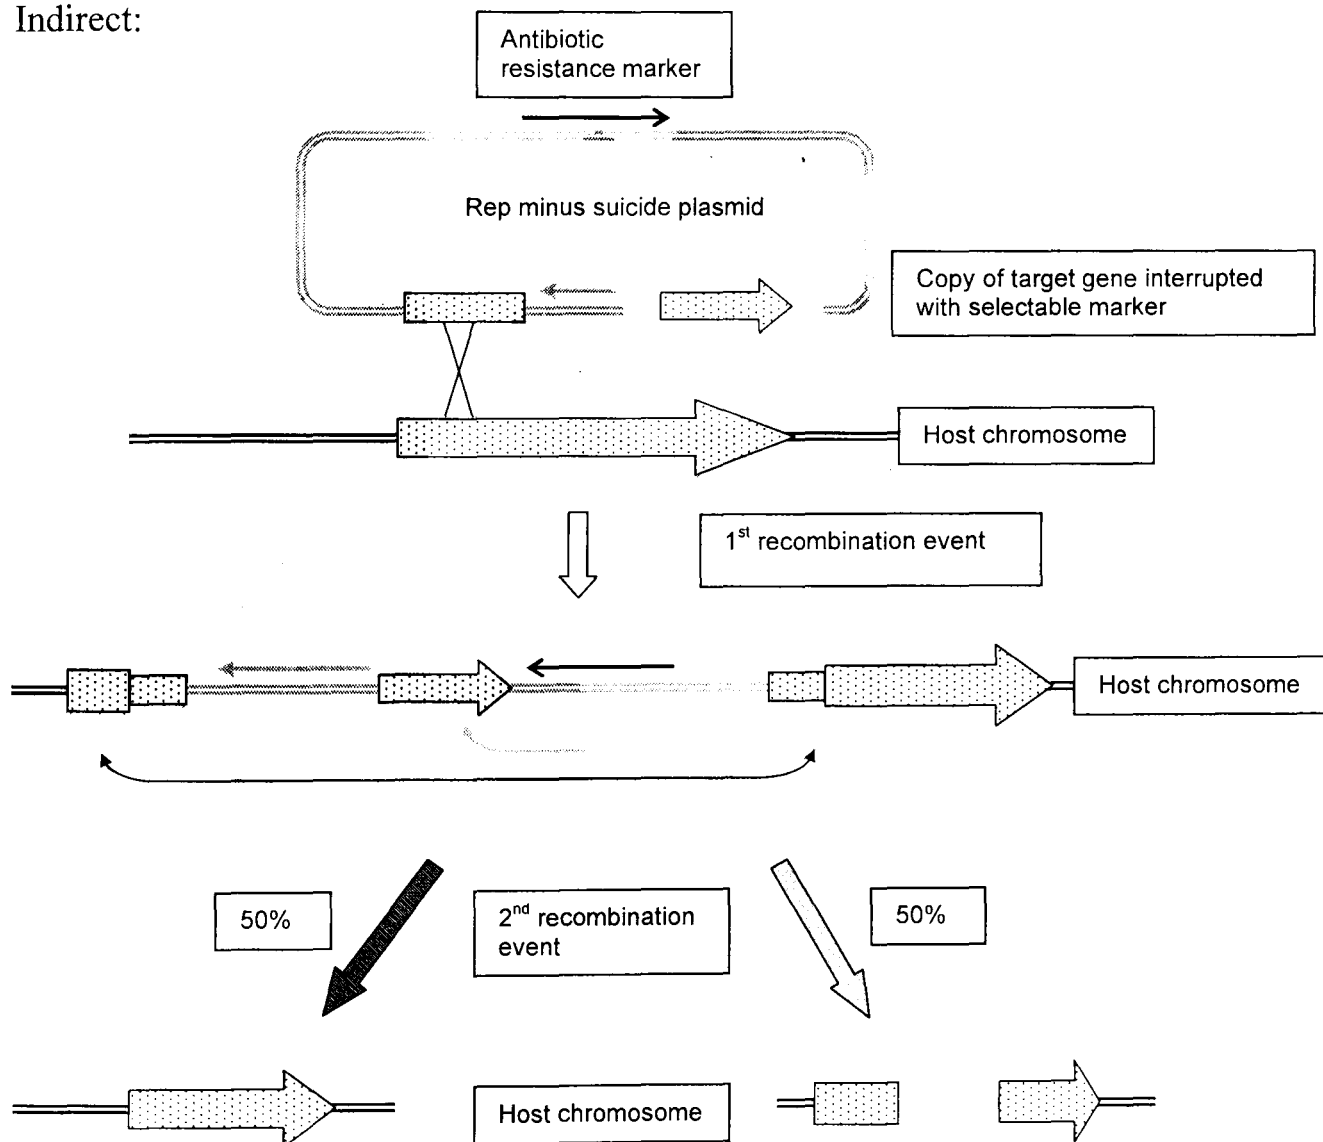 Indirect:
Antibiotic
resistance marker
Rep minus suicide plasmid
Copy of target gene interrupted
with selectable marker
Host chromosome
1st recombination event
Host chromosome
50%
2nd recombination
event
50%
Host chromosome